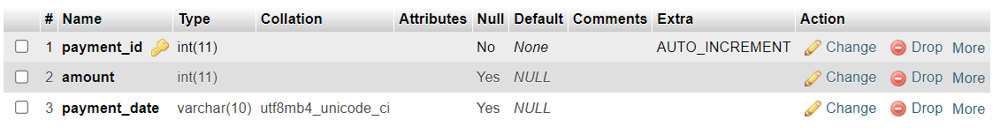 # Name Type Collation Attributes Null Default Comments Extra Action
1 payment_id int(11) No None AUTO_INCREMENT Change Drop More
2 amount int(11) Yes NULL Change Drop More
3 payment_date varchar(10) utf8mb4_unicode_ci Yes NULL Change Drop More